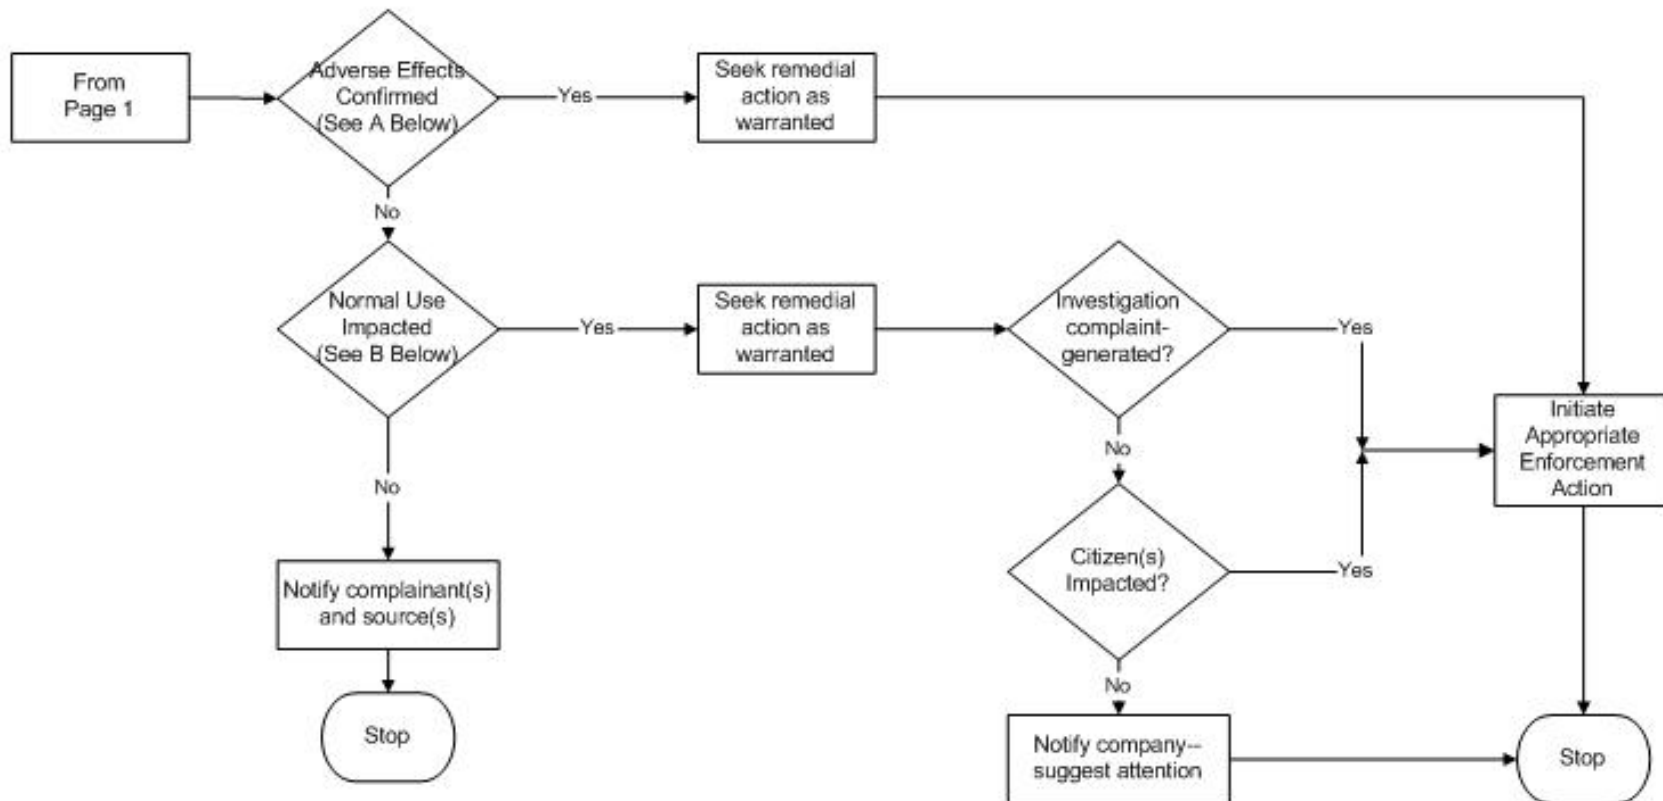 From
Page 1
Adverse Effects
Confirmed
(See A Below)
Yes
Seek remedial
action as
warranted
No
Normal Use
Impacted
(See B Below)
Yes
Seek remedial
action as
warranted
Investigation
complaint-
generated?
Yes
Initiate
Appropriate
Enforcement
Action
No
No
Citizen(s)
Impacted?
Yes
Notify complainant(s)
and source(s)
No
Stop
Notify company--
suggest attention
Stop